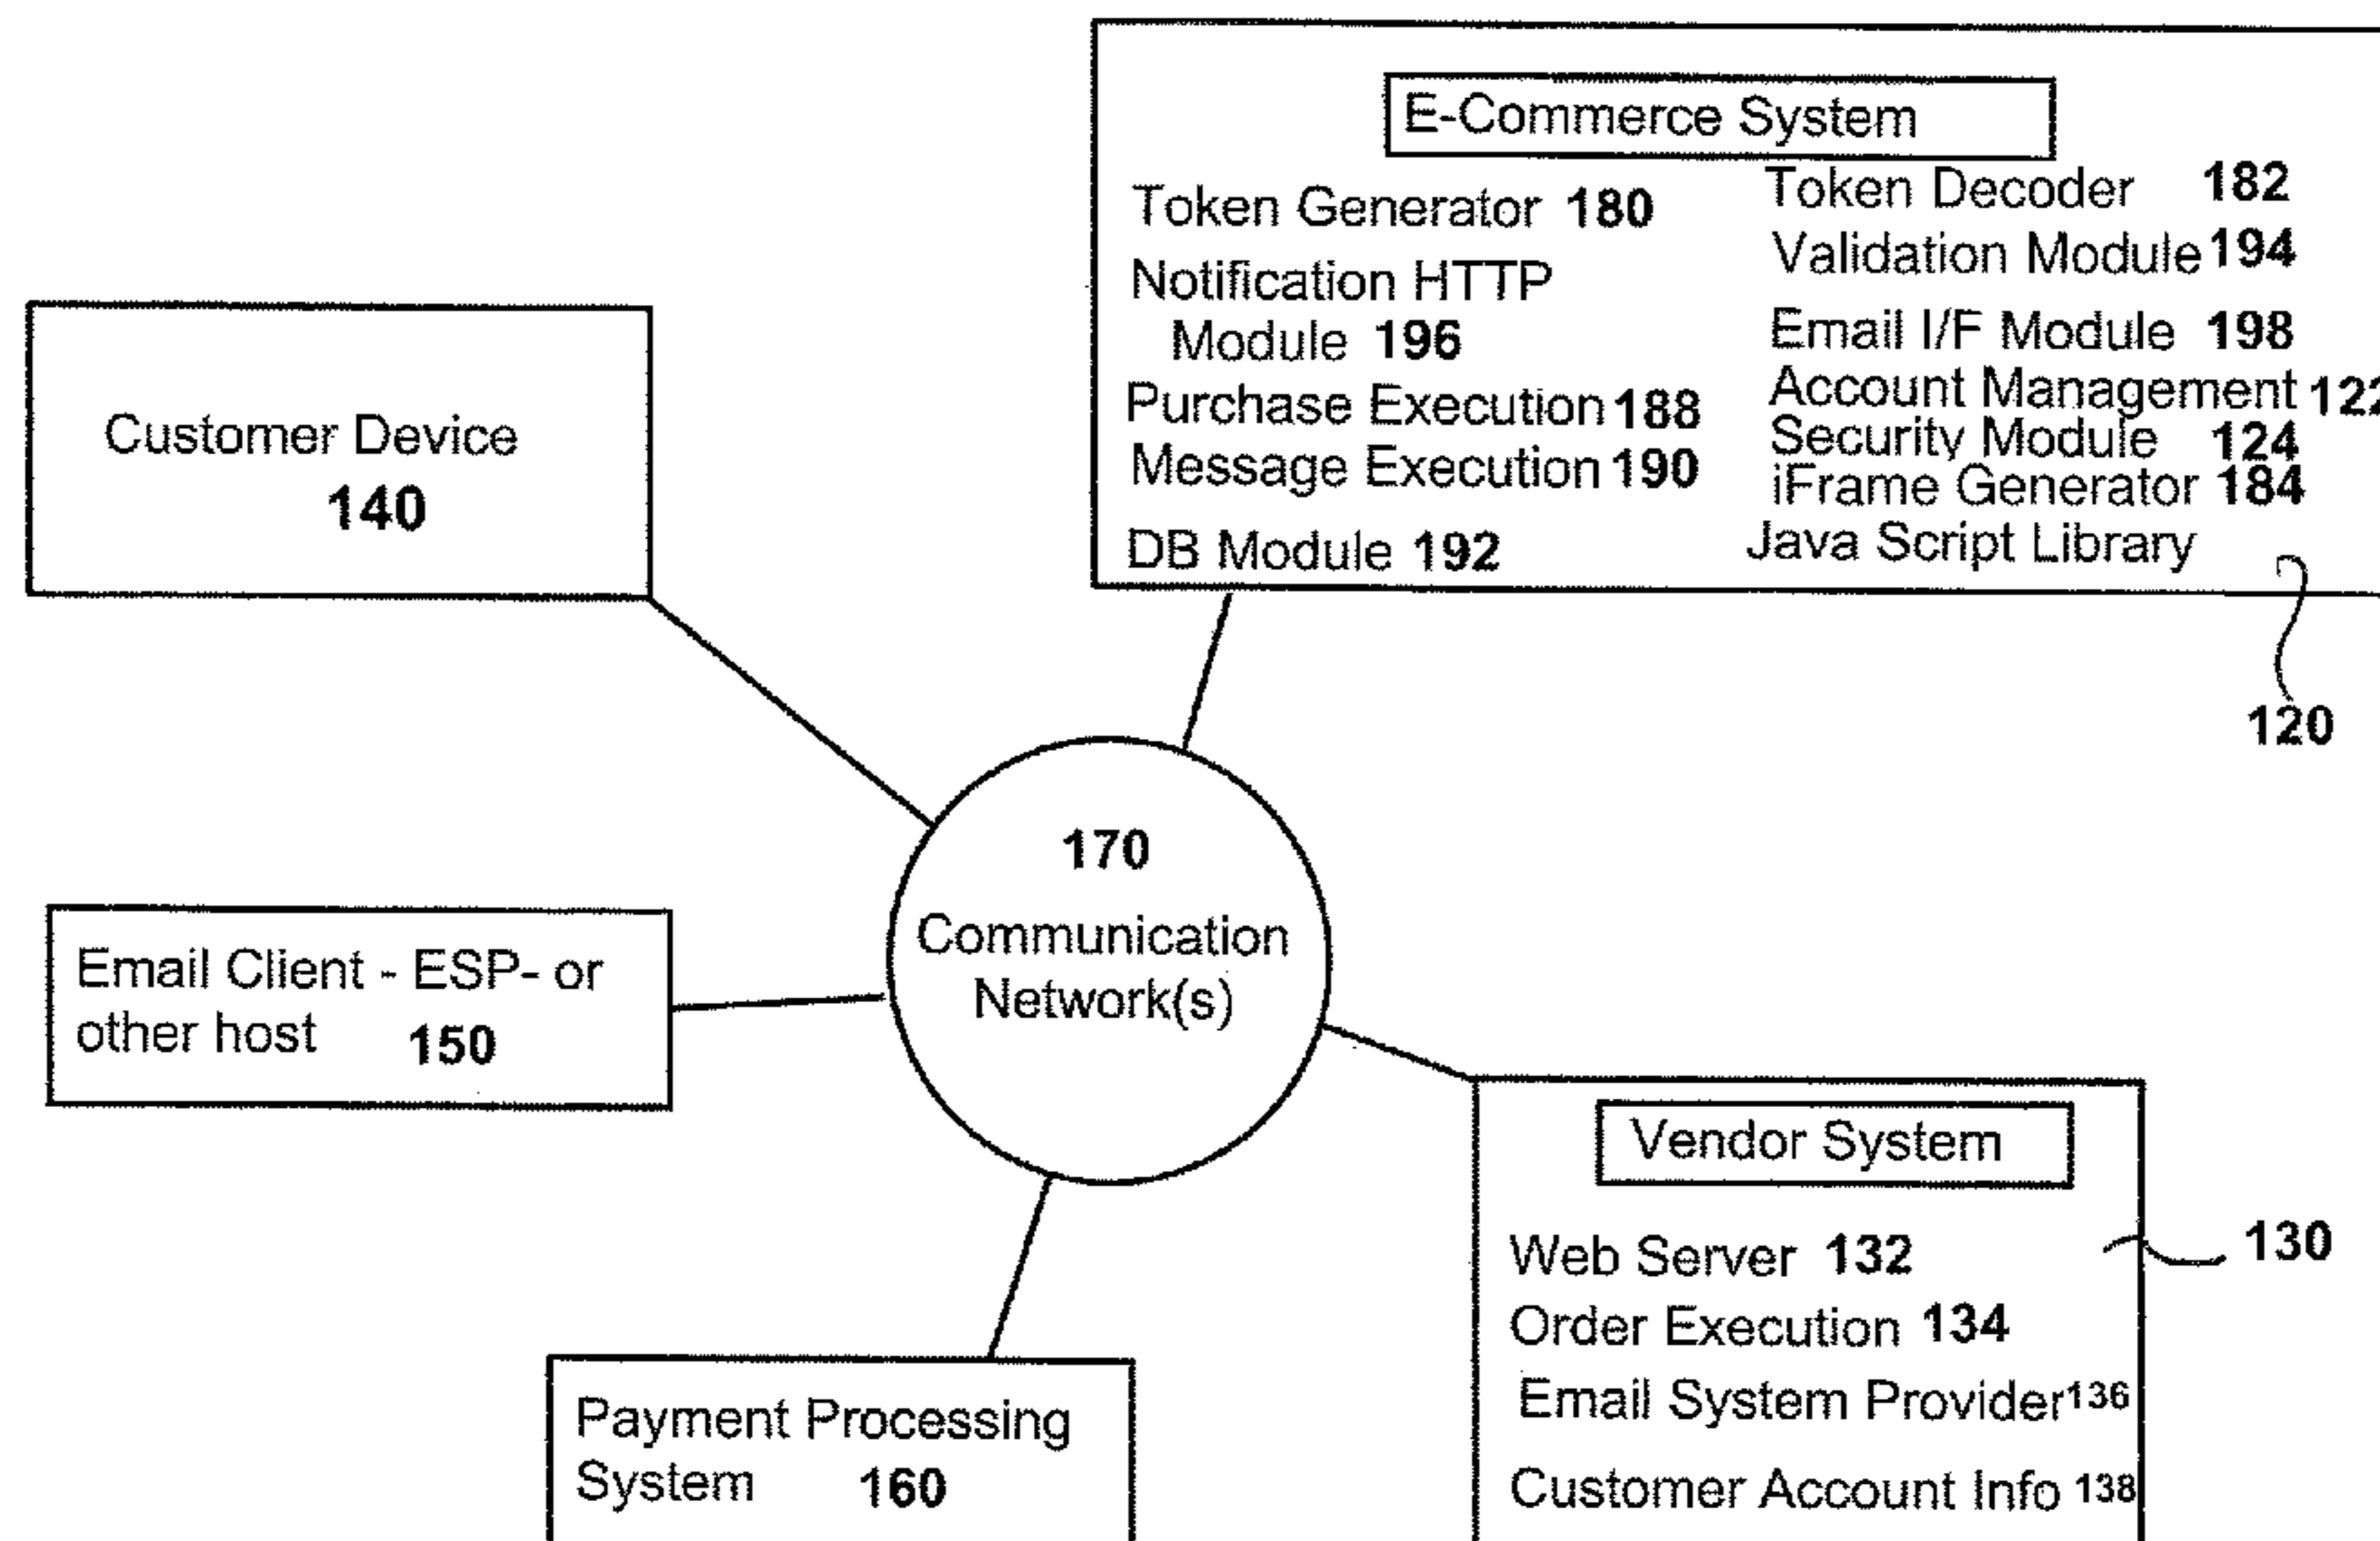 E-Commerce System
Token Generator 180
Notification HTTP
Module 196
Purchase Execution 188
Message Execution 190
DB Module 192
Token Decoder 182
Validation Module 194
Email I/F Module 198
Account Management 122
Security Module 124
iFrame Generator 184
Java Script Library
120
Customer Device
140
170
Communication
Network(s)
Email Client - ESP- or
other host 150
Vendor System
Web Server 132
Order Execution 134
Email System Provider 136
Customer Account Info 138
130
Payment Processing
System 160